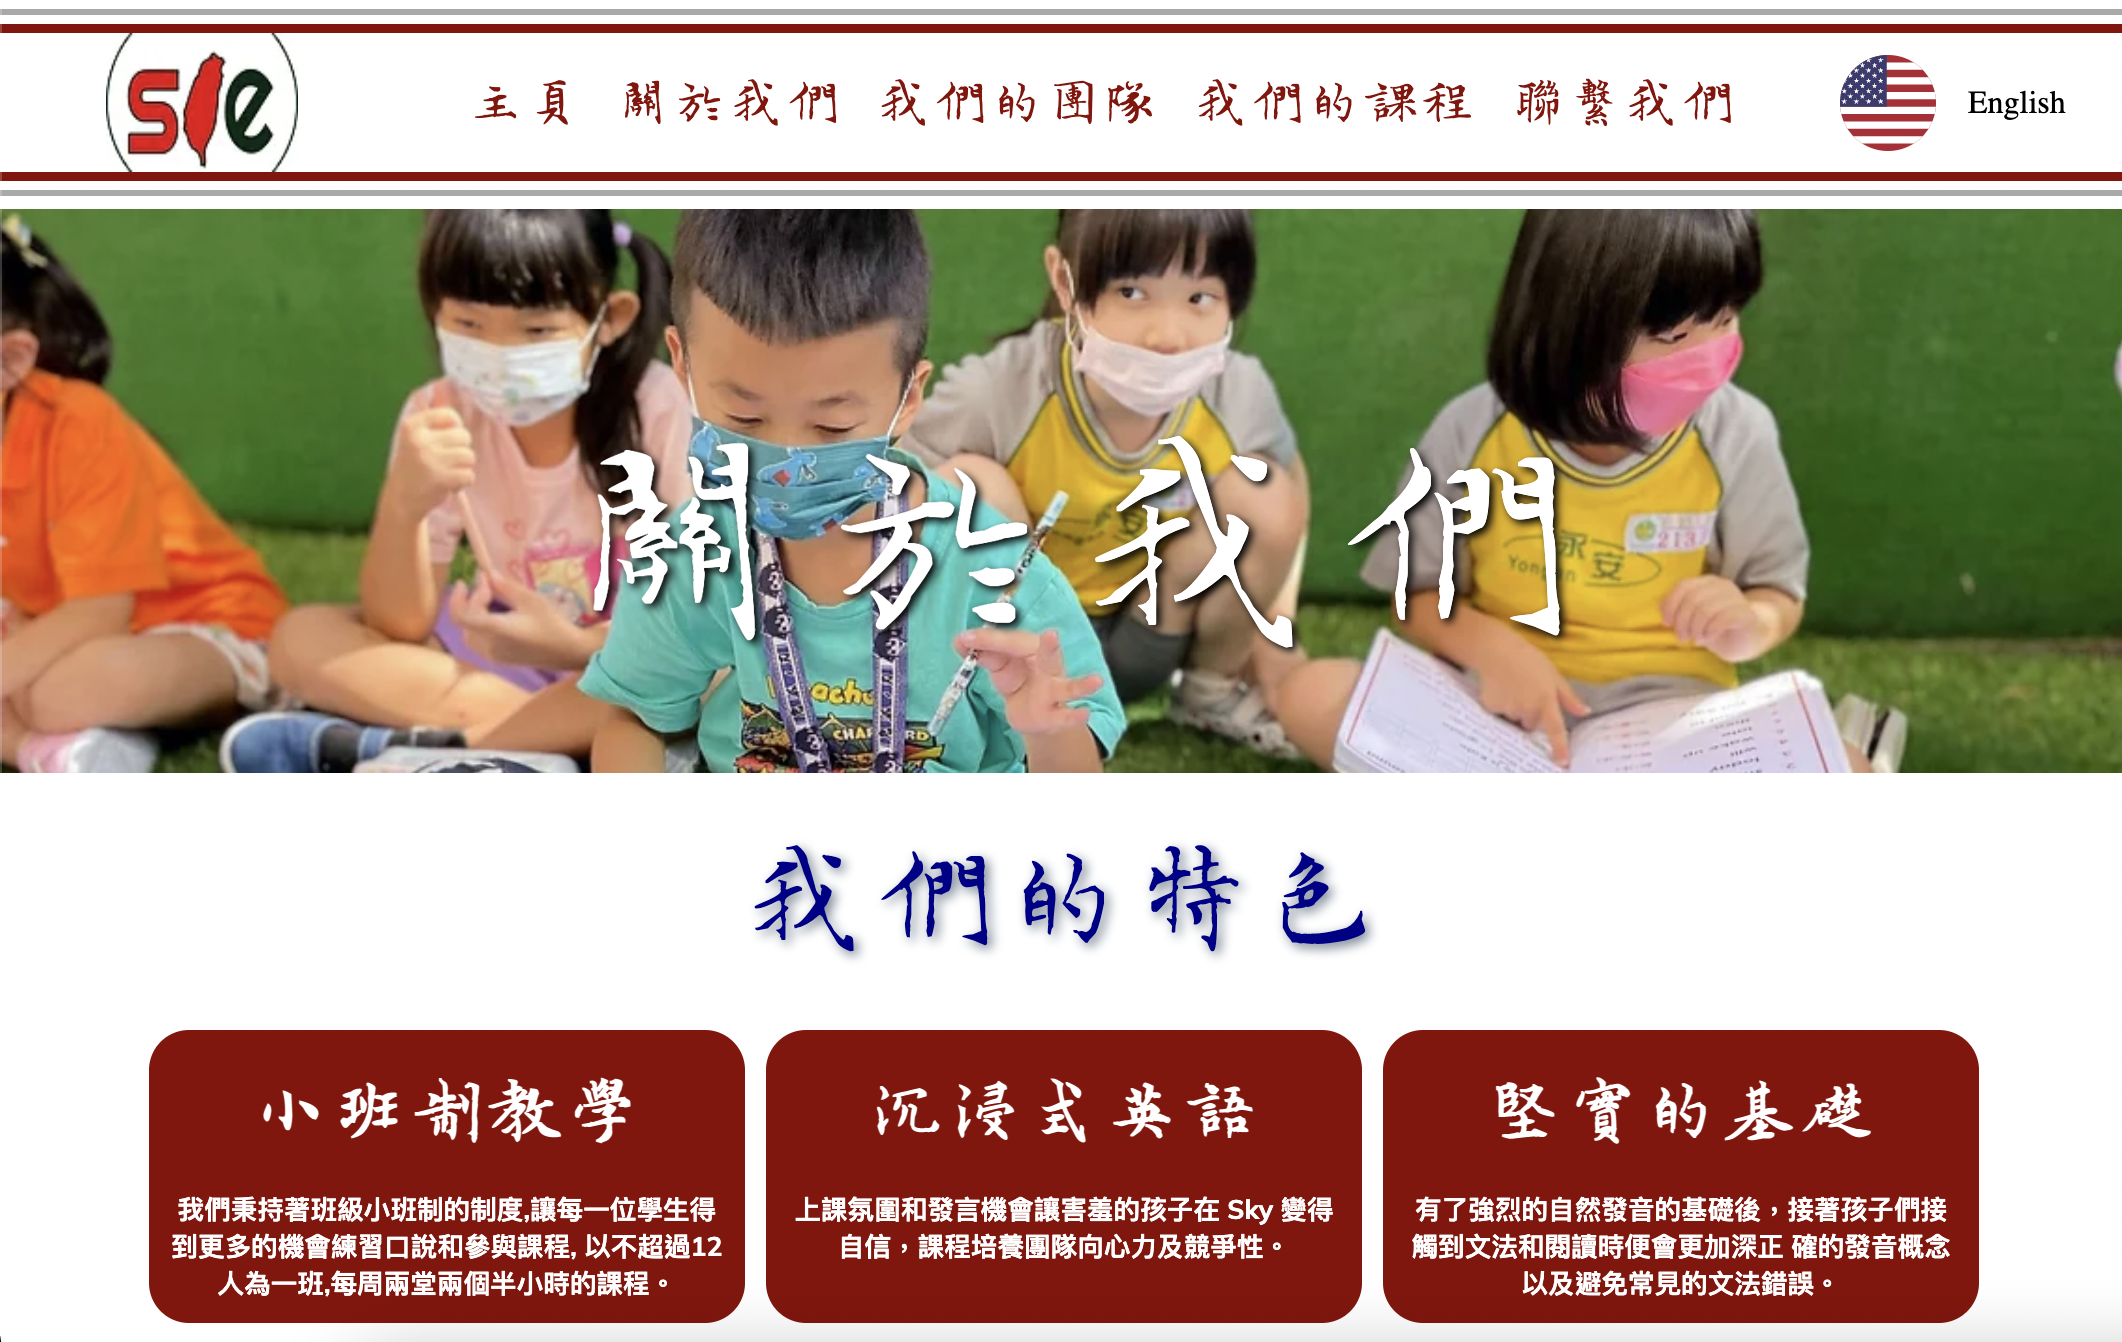 sie
主頁 關於我們 我們的團隊 我們的課程 聯繫我們
English
關於我們
永安
213
CHAR RD
我們的特色
小班制教學
我們秉持著班級小班制的制度,讓每一位學生得
到更多的機會練習口說和參與課程, 以不超過12
人為一班,每周兩堂兩個半小時的課程。
沉浸式英語
上課氛圍和發言機會讓害羞的孩子在 Sky 變得
自信，課程培養團隊向心力及競爭性。
堅實的基礎
有了強烈的自然發音的基礎後，接著孩子們接
觸到文法和閱讀時便會更加深正 確的發音概念
以及避免常見的文法錯誤。